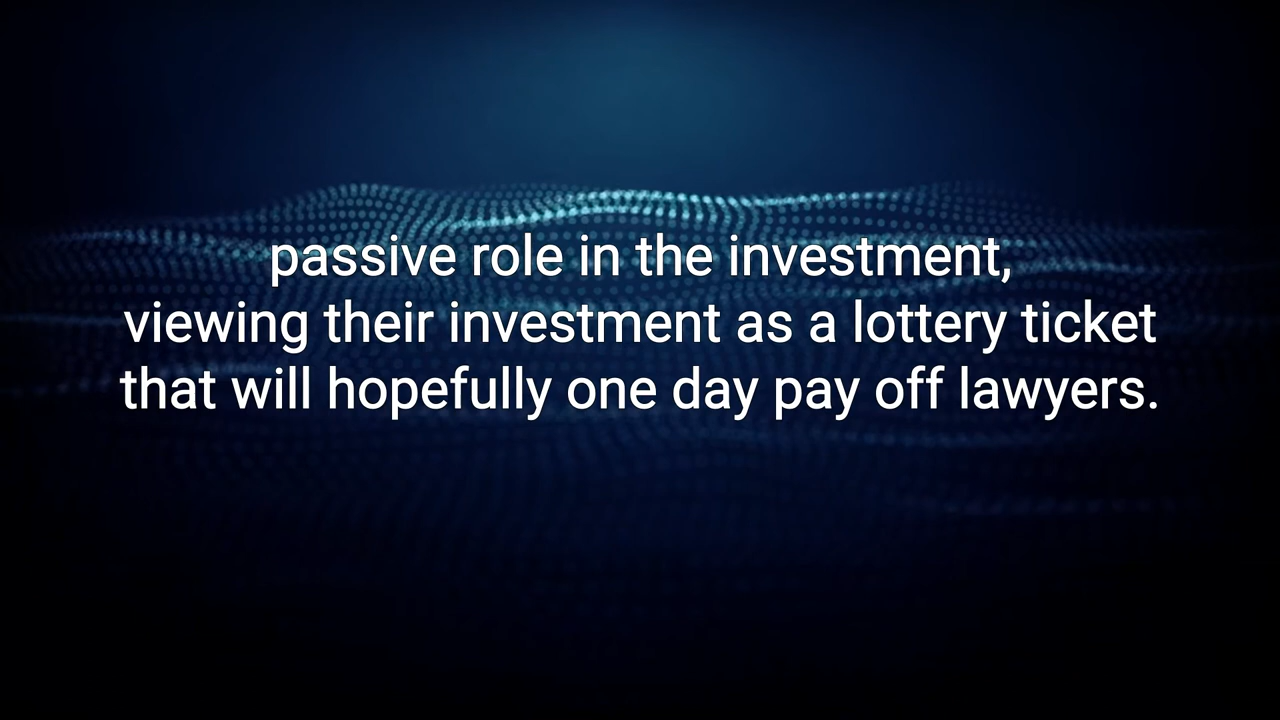 passive role in the investment,
viewing their investment as a lottery ticket
that will hopefully one day pay off lawyers.